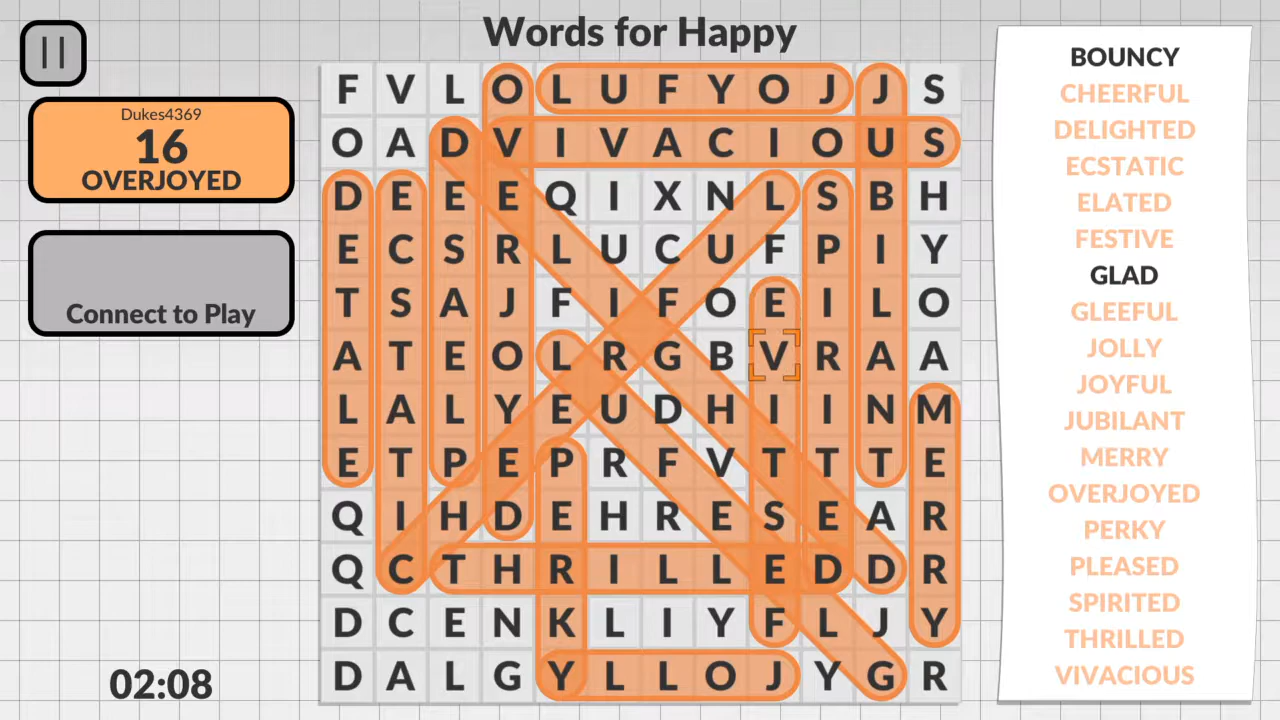 Words for Happy
Dukes4369
16
OVERJOYED
Connect to Play
02:08
F V L O L U F Y O J J S
O A D V I V A C I O U S
D E E E Q I X N L S B H
E C S R L U C U F P I Y
T S A J F I F O E I L O
A T E O L R G B V R A A
L A L Y E U D H I I N M
E T P E P R F V T T T E
Q I H D E H R E S E A R
Q C T H R I L L E D D R
D C E N K L I Y F L J Y
D A L G Y L L O J Y G R
BOUNCY
CHEERFUL
DELIGHTED
ECSTATIC
ELATED
FESTIVE
GLAD
GLEEFUL
JOLLY
JOYFUL
JUBILANT
MERRY
OVERJOYED
PERKY
PLEASED
SPIRITED
THRILLED
VIVACIOUS